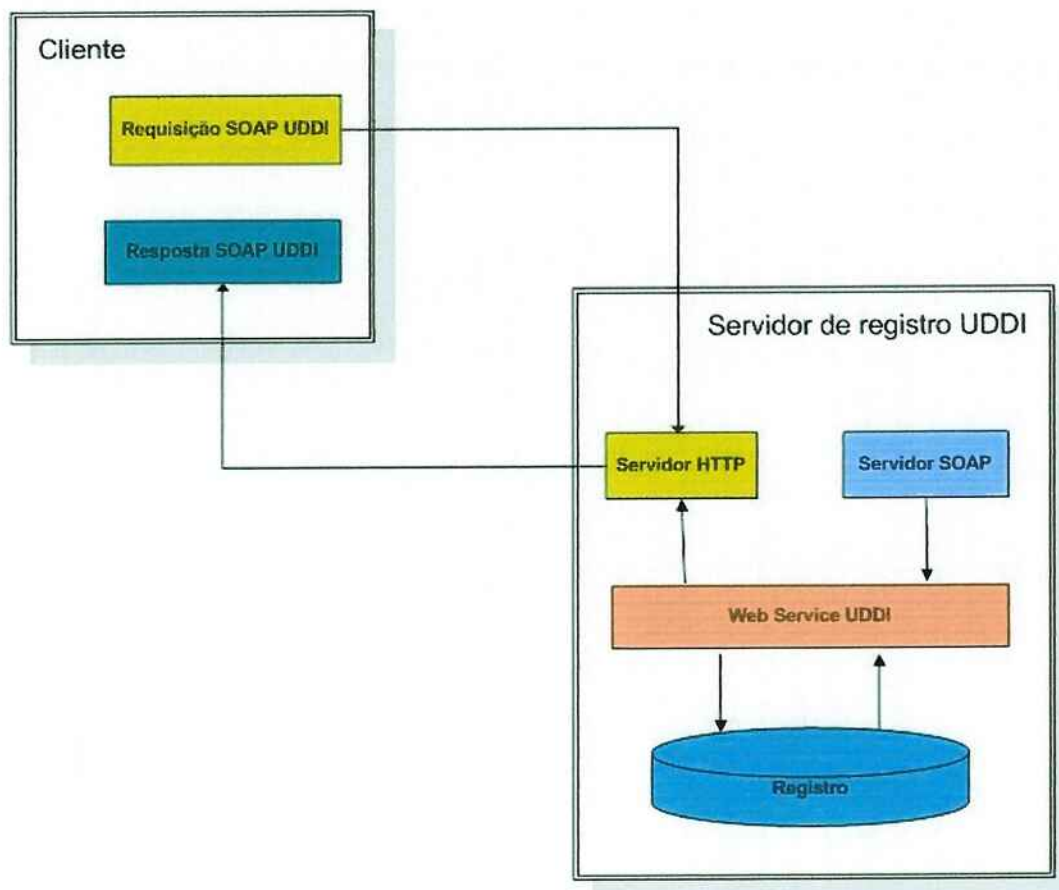 Cliente
Requisição SOAP UDDI
Resposta SOAP UDDI
Servidor de registro UDDI
Servidor HTTP
Servidor SOAP
Web Service UDDI
Registro